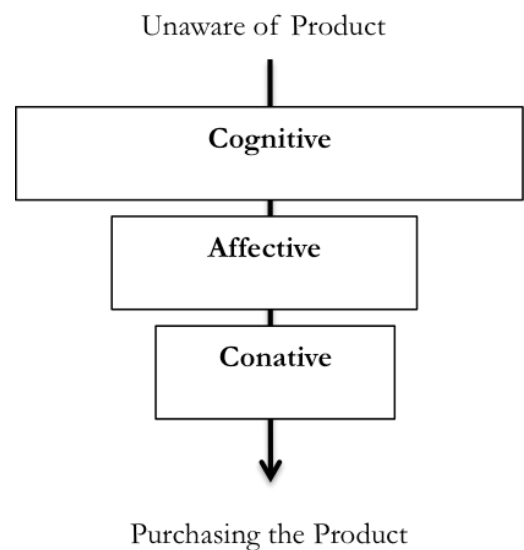 Unaware of Product
Cognitive
Affective
Conative
Purchasing the Product